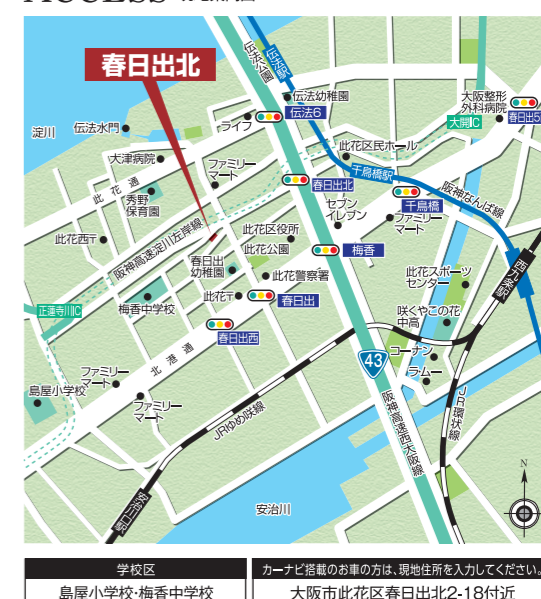 春日出北
伝法公園
伝法駅
伝法幼稚園
伝法6
ライフ
淀川
伝法水門
大津病院
此花通
秀野
保育園
ファミリー
マート
此花区民ホール
大阪整形
外科病院
大開IC
春日出5
千鳥橋駅
春日出北
千鳥橋
阪神なんば線
セブン
イレブン
ファミリー
マート
此花区役所
此花公園
梅香
此花西〒
阪神高速淀川左岸線
春日出
幼稚園
此花警察署
此花〒
春日出
此花スポーツ
センター
西九条駅
正蓮寺川IC
梅香中学校
春日出西
咲くやこの花
中高
北港通
コーナン
43
ラムー
ファミリー
マート
島屋小学校
ファミリー
マート
JRゆめ咲線
阪神高速西大阪線
JR環状線
安治川口駅
安治川
N
学校区
島屋小学校・梅香中学校
カーナビ搭載のお車の方は、現地住所を入力してください。
大阪市此花区春日出北2-18付近